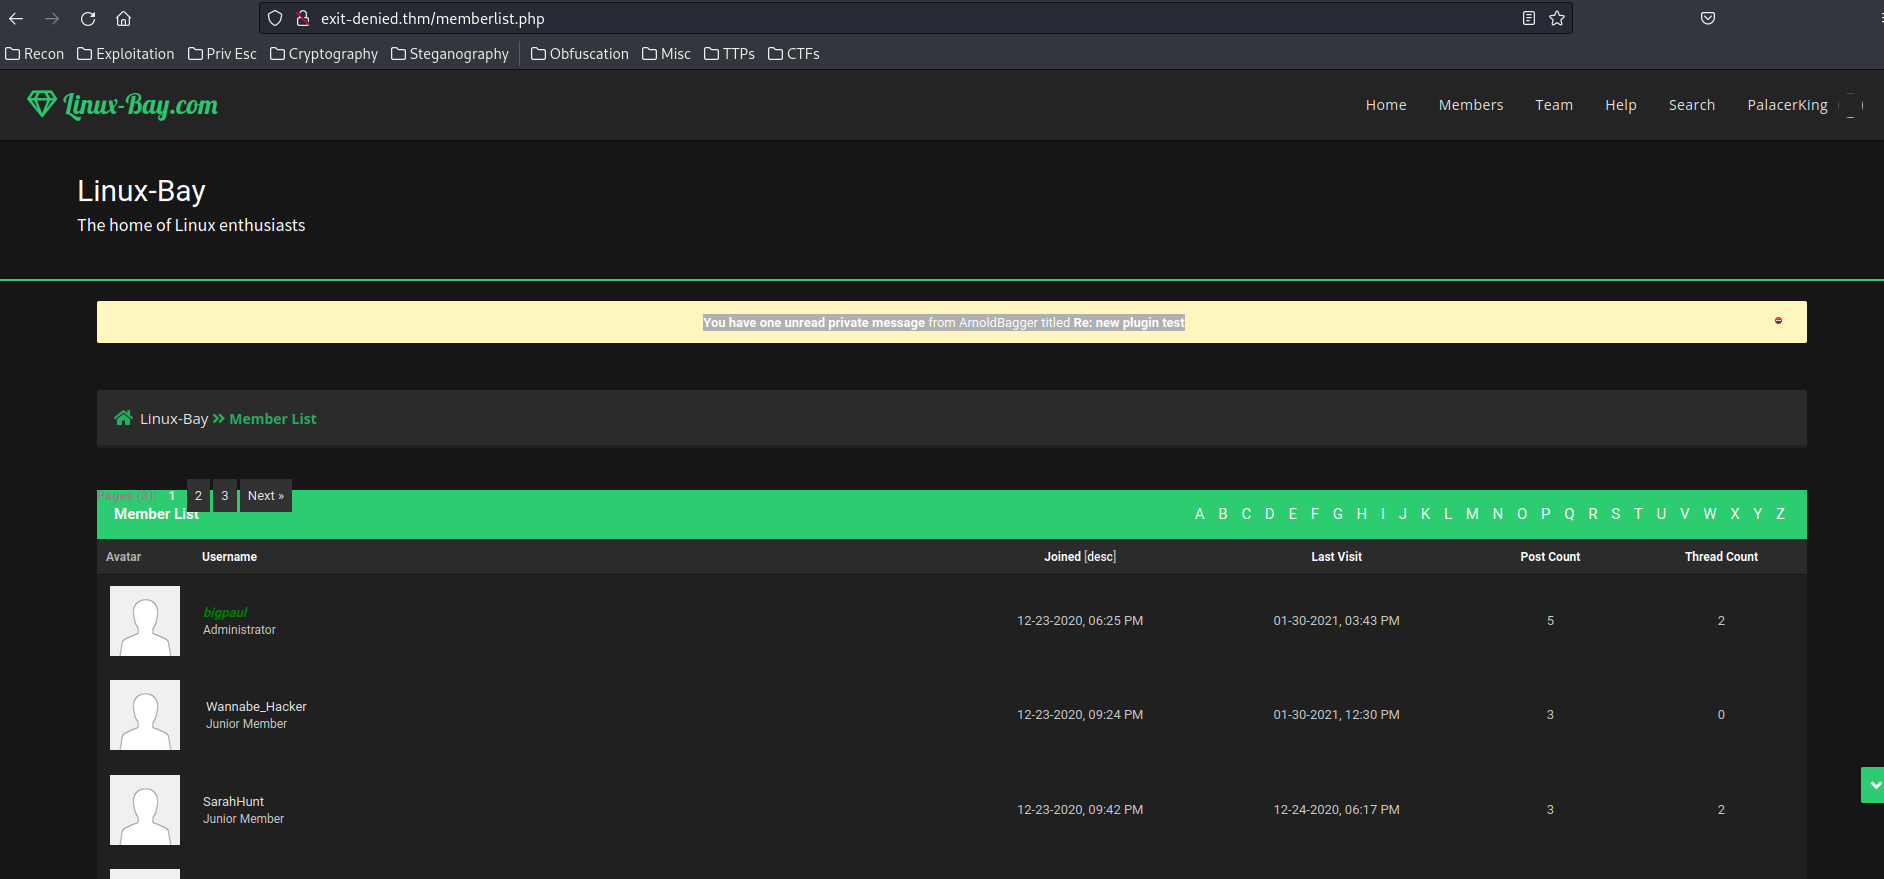 exit-denied.thm/memberlist.php
Recon Exploitation Priv Esc Cryptography Steganography Obfuscation Misc TTPs CTFs
Linux-Bay.com Home Members Team Help Search PalacerKing
Linux-Bay
The home of Linux enthusiasts
You have one unread private message from ArnoldBagger titled Re: new plugin test
Linux-Bay » Member List
Pages (3): 1 2 3 Next »
Member List A B C D E F G H I J K L M N O P Q R S T U V W X Y Z
Avatar Username Joined [desc] Last Visit Post Count Thread Count
bigpaul
Administrator 12-23-2020, 06:25 PM 01-30-2021, 03:43 PM 5 2
Wannabe_Hacker
Junior Member 12-23-2020, 09:24 PM 01-30-2021, 12:30 PM 3 0
SarahHunt
Junior Member 12-23-2020, 09:42 PM 12-24-2020, 06:17 PM 3 2